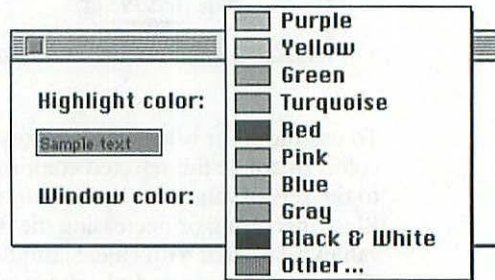 Purple
Yellow
Green
Highlight color:
Turquoise
Red
Sample text
Pink
Blue
Window color:
Gray
Black & White
Other...